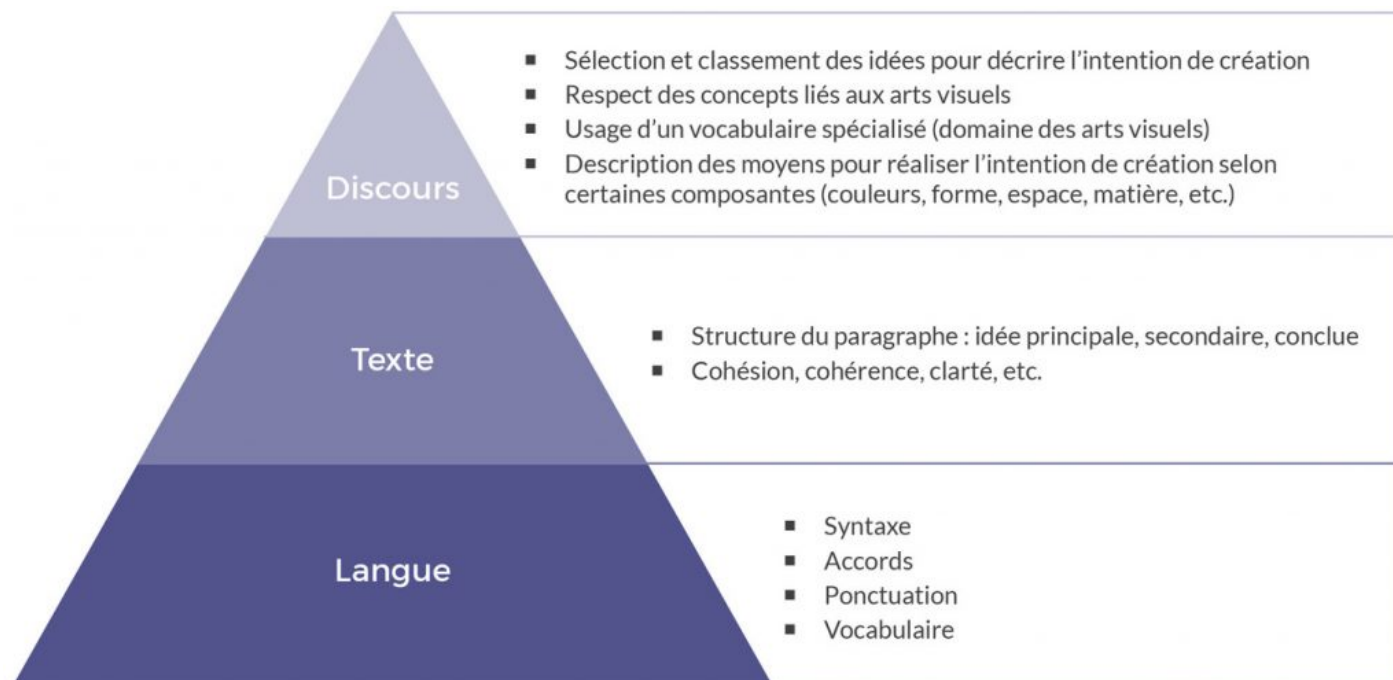 Discours
▪ Sélection et classement des idées pour décrire l’intention de création
▪ Respect des concepts liés aux arts visuels
▪ Usage d’un vocabulaire spécialisé (domaine des arts visuels)
▪ Description des moyens pour réaliser l’intention de création selon
certaines composantes (couleurs, forme, espace, matière, etc.)
Texte
▪ Structure du paragraphe : idée principale, secondaire, conclue
▪ Cohésion, cohérence, clarté, etc.
Langue
▪ Syntaxe
▪ Accords
▪ Ponctuation
▪ Vocabulaire